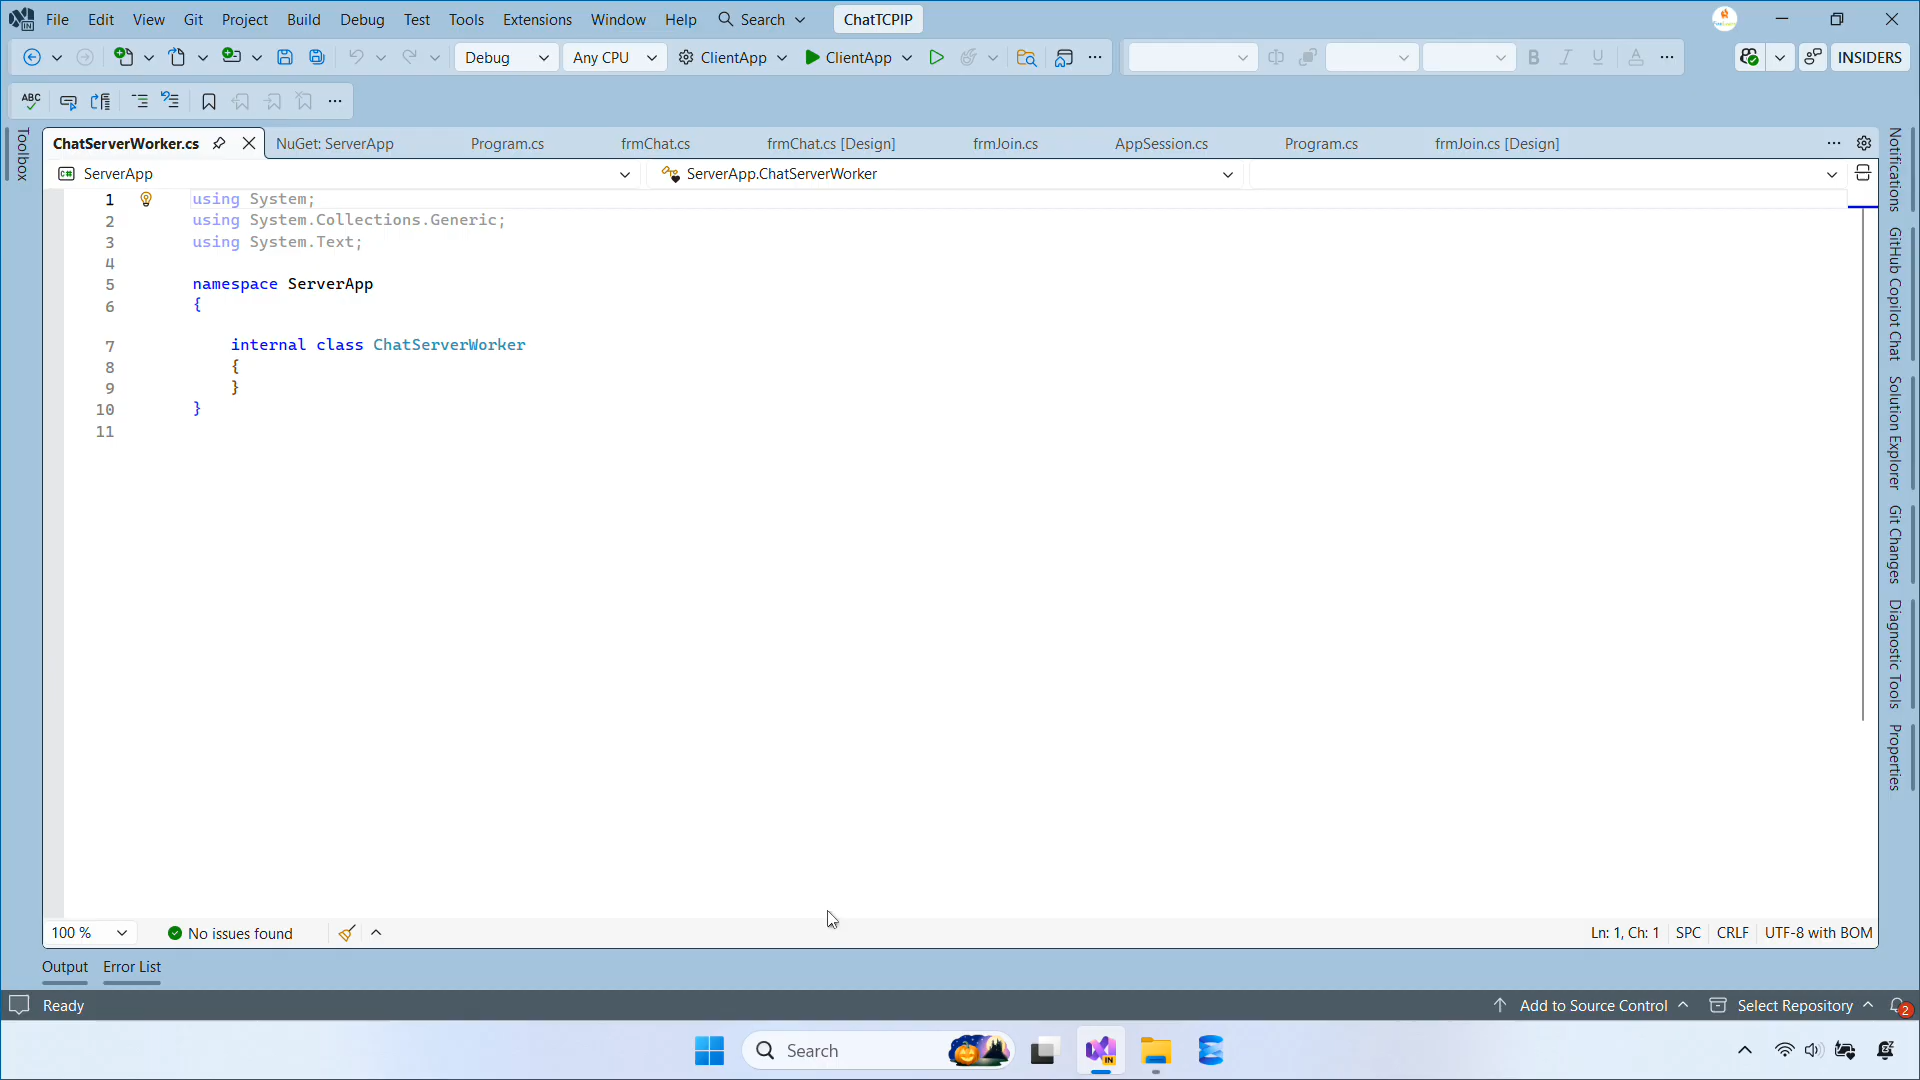 File Edit View Git Project Build Debug Test Tools Extensions Window Help Search ChatTCPIP
Debug Any CPU ClientApp ClientApp B I U A INSIDERS
ABC
Toolbox
ChatServerWorker.cs NuGet: ServerApp Program.cs frmChat.cs frmChat.cs [Design] frmJoin.cs AppSession.cs Program.cs frmJoin.cs [Design]
C# ServerApp ServerApp.ChatServerWorker
1 using System;
2 using System.Collections.Generic;
3 using System.Text;
4
5 namespace ServerApp
6 {
7 internal class ChatServerWorker
8 {
9 }
10 }
11
Notifications
GitHub Copilot Chat
Solution Explorer
Git Changes
Diagnostic Tools
Properties
100 % No issues found Ln: 1, Ch: 1 SPC CRLF UTF-8 with BOM
Output Error List
Ready Add to Source Control Select Repository 2
Search IN